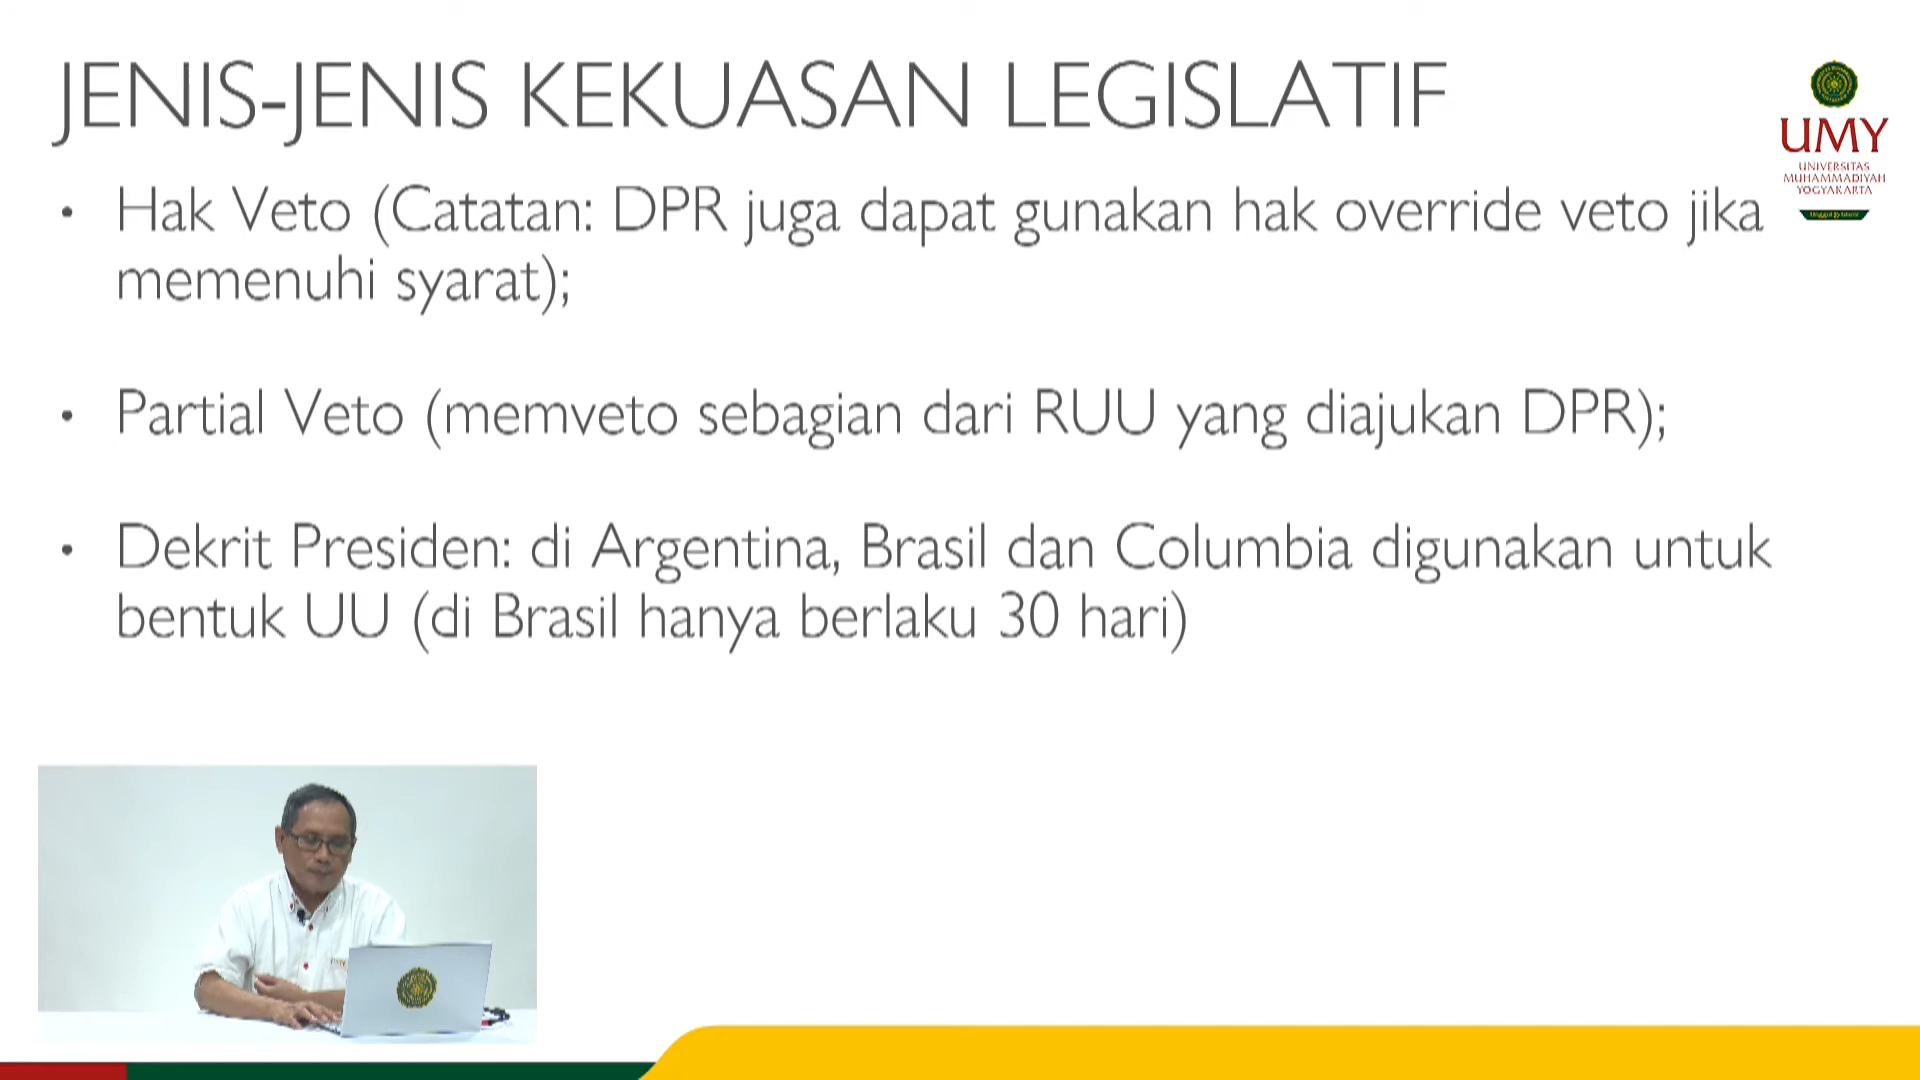 JENIS-JENIS KEKUASAN LEGISLATIF
• Hak Veto (Catatan: DPR juga dapat gunakan hak override veto jika
memenuhi syarat);
• Partial Veto (memveto sebagian dari RUU yang diajukan DPR);
• Dekrit Presiden: di Argentina, Brasil dan Columbia digunakan untuk
bentuk UU (di Brasil hanya berlaku 30 hari)
UMY
UNIVERSITAS
MUHAMMADIYAH
YOGYAKARTA